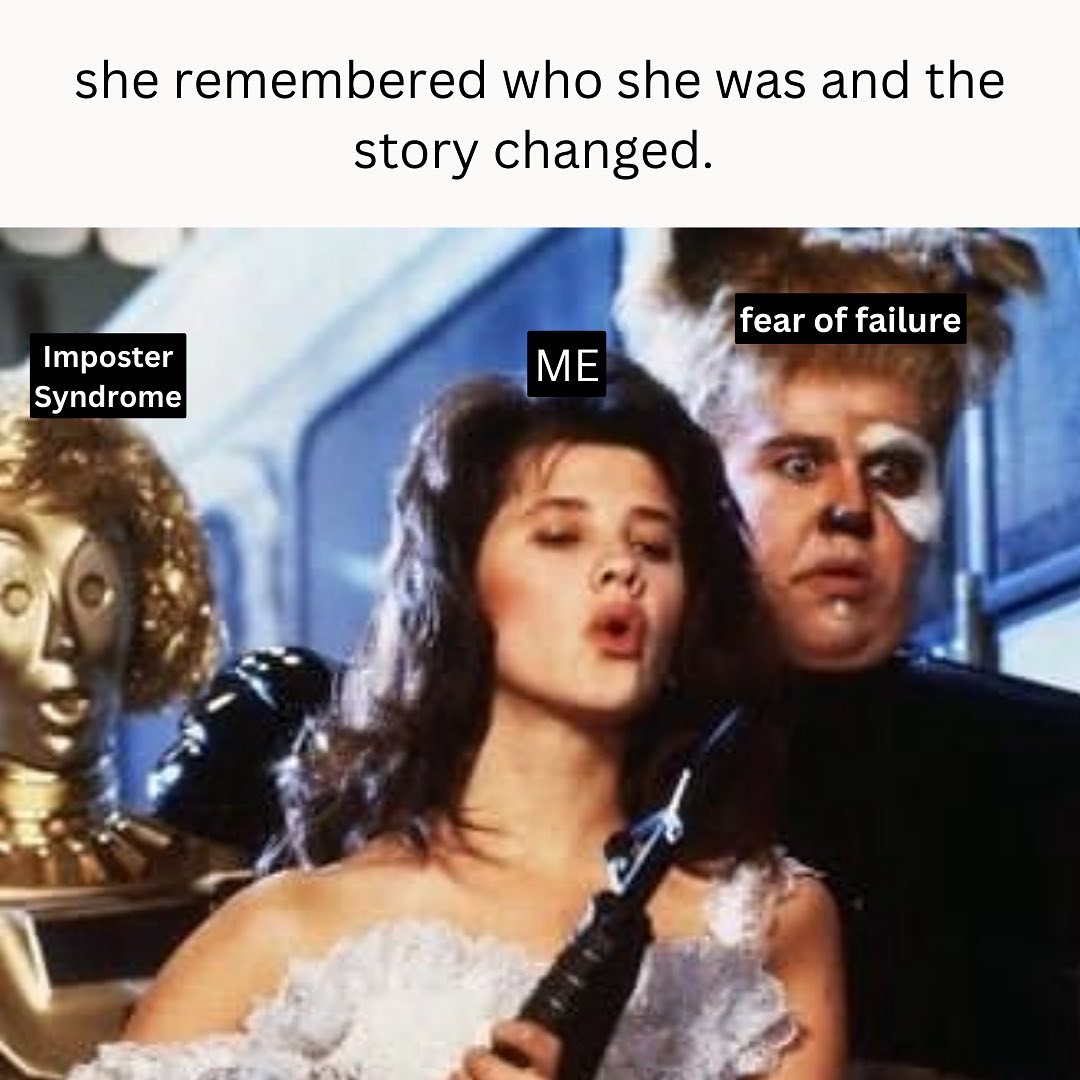 she remembered who she was and the
story changed.
fear of failure
Imposter
Syndrome
ME